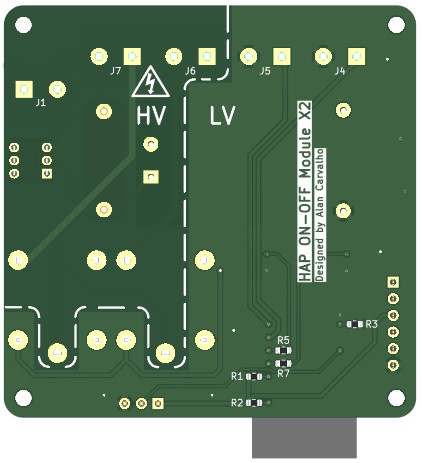 J7
J6
J5
J4
J1
HV
LV
HAP ON-OFF Module X2
Designed by Alan Carvalho
R3
R5
R7
R1
R2